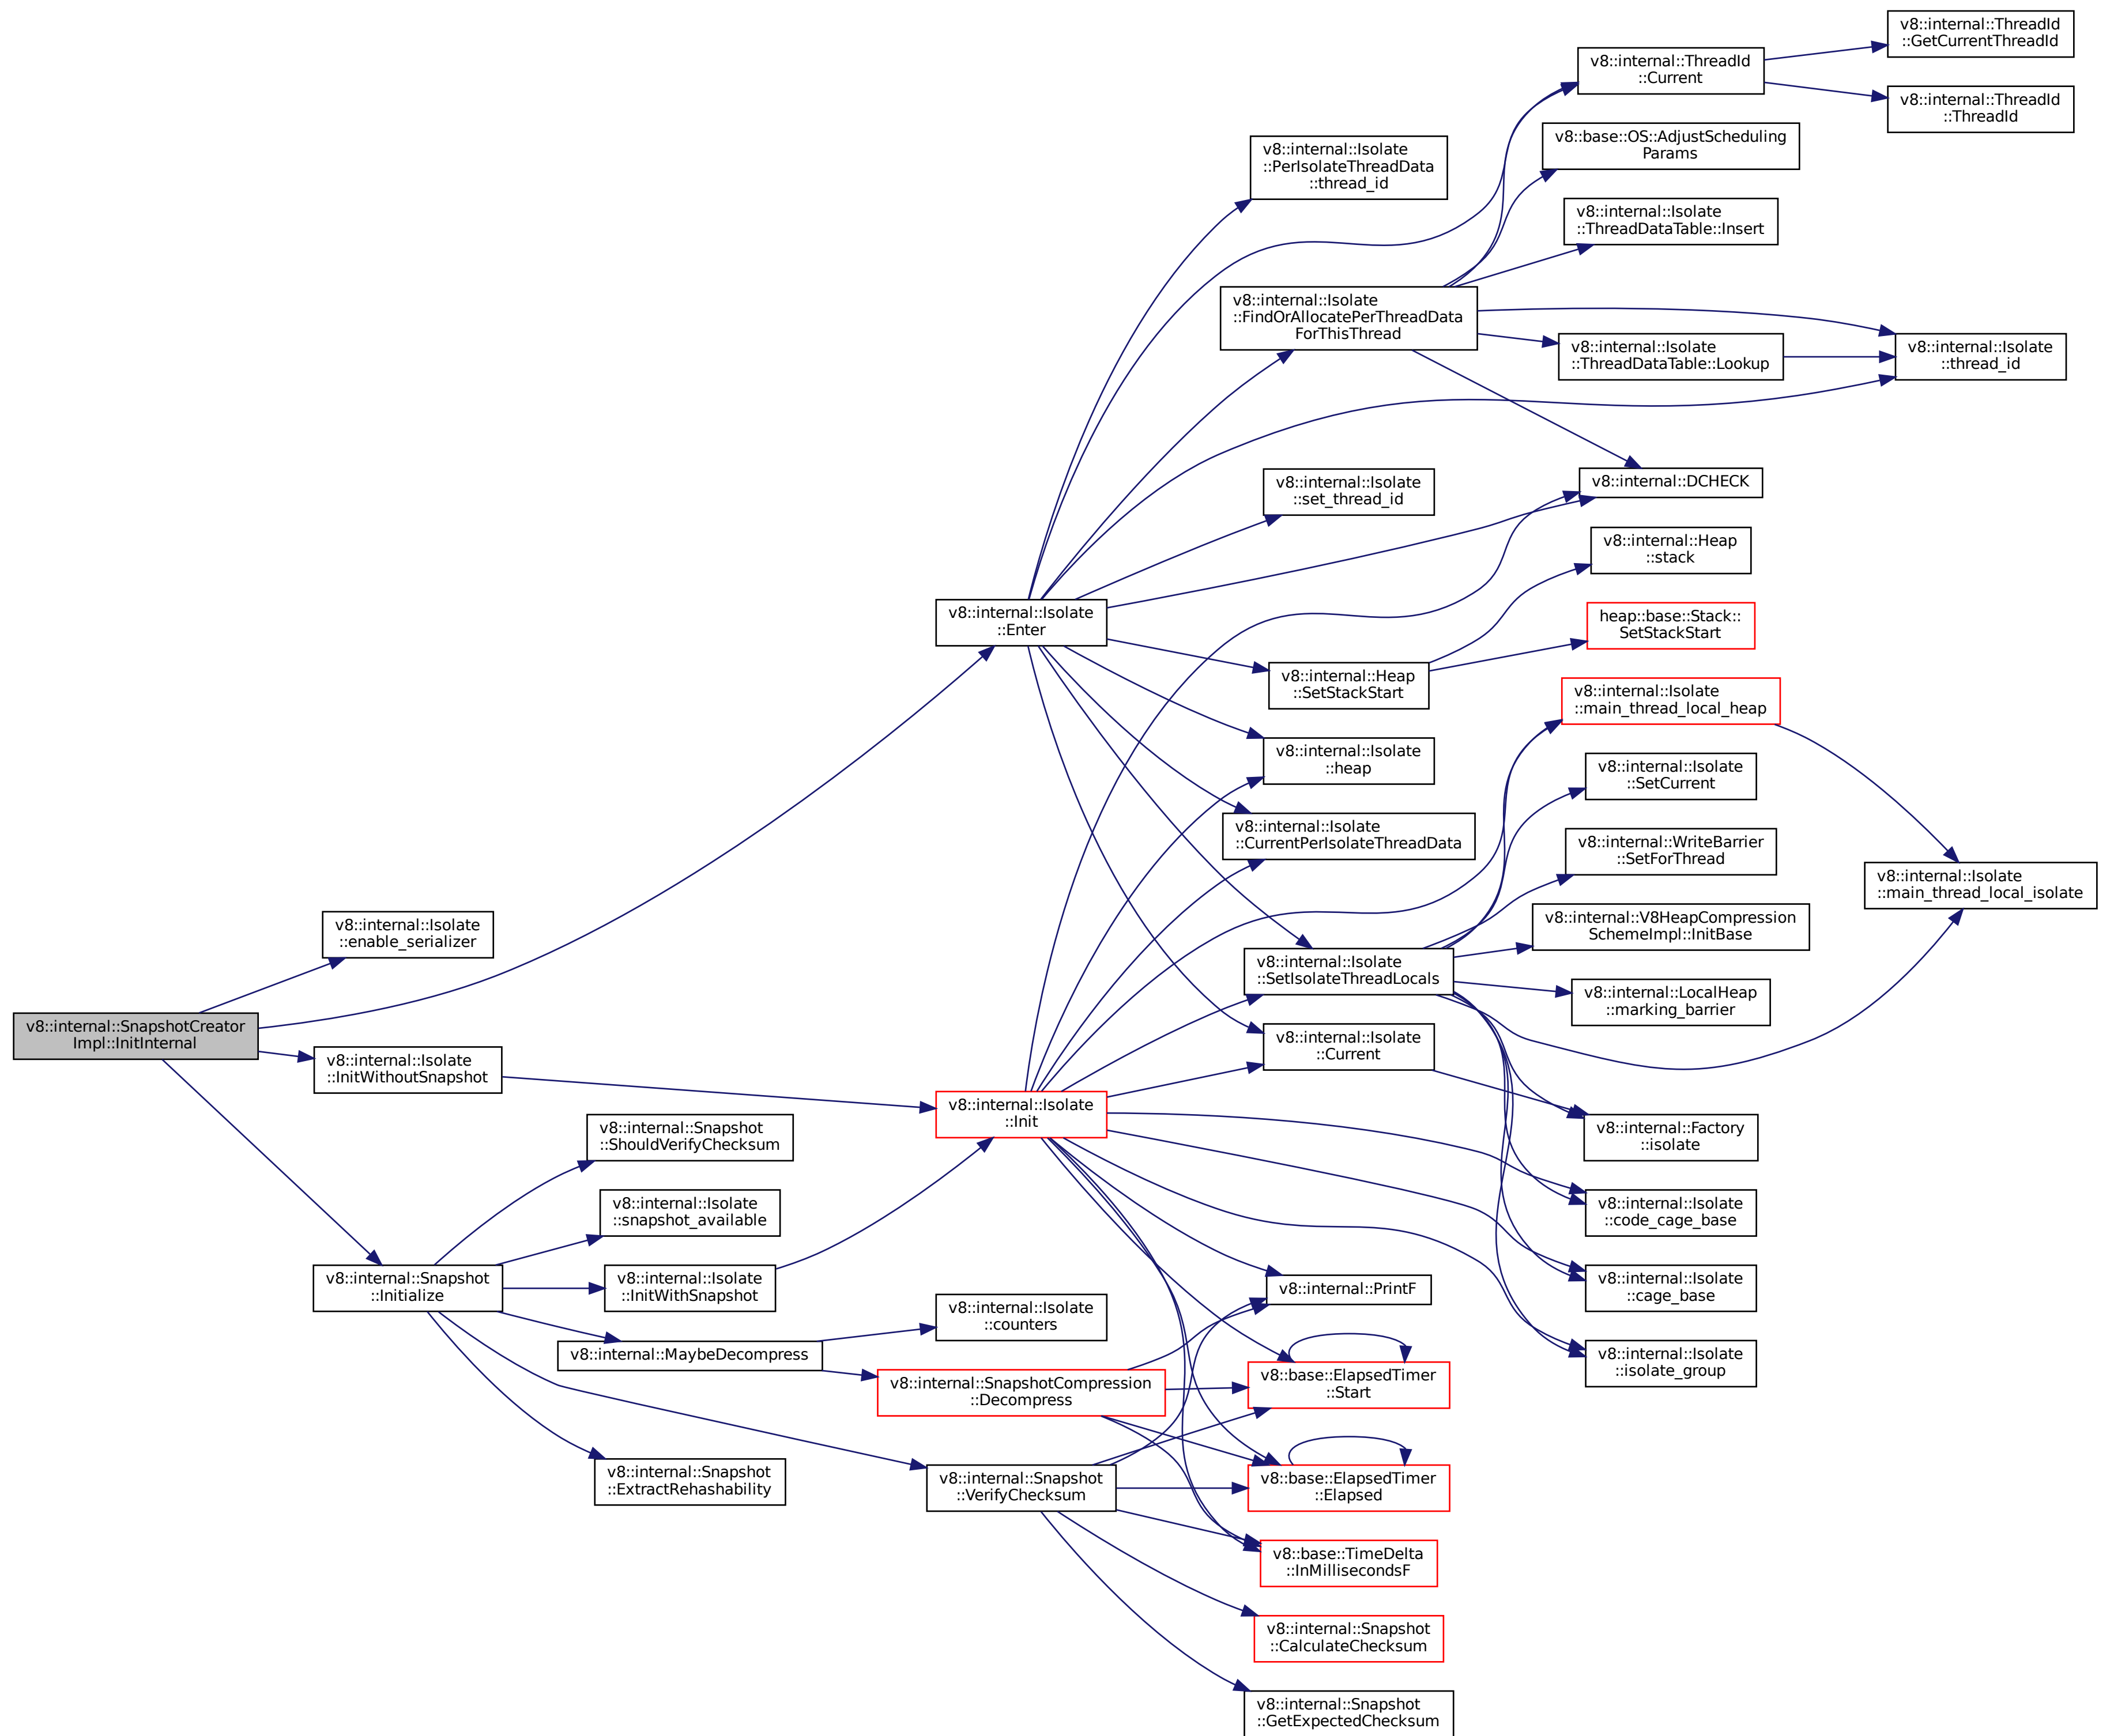 v8::internal::ThreadId
::GetCurrentThreadId
v8::internal::ThreadId
::Current
v8::internal::ThreadId
::ThreadId
v8::base::OS::AdjustScheduling
Params
v8::internal::Isolate
::PerIsolateThreadData
::thread_id
v8::internal::Isolate
::ThreadDataTable::Insert
v8::internal::Isolate
::FindOrAllocatePerThreadData
ForThisThread
v8::internal::Isolate
::ThreadDataTable::Lookup
v8::internal::Isolate
::thread_id
v8::internal::Isolate
::set_thread_id
v8::internal::DCHECK
v8::internal::Heap
::stack
v8::internal::Isolate
::Enter
heap::base::Stack::
SetStackStart
v8::internal::Heap
::SetStackStart
v8::internal::Isolate
::main_thread_local_heap
v8::internal::Isolate
::heap
v8::internal::Isolate
::SetCurrent
v8::internal::Isolate
::CurrentPerIsolateThreadData
v8::internal::WriteBarrier
::SetForThread
v8::internal::Isolate
::main_thread_local_isolate
v8::internal::Isolate
::enable_serializer
v8::internal::V8HeapCompression
SchemeImpl::InitBase
v8::internal::Isolate
::SetIsolateThreadLocals
v8::internal::LocalHeap
::marking_barrier
v8::internal::SnapshotCreator
Impl::InitInternal
v8::internal::Isolate
::Current
v8::internal::Isolate
::InitWithoutSnapshot
v8::internal::Isolate
::Init
v8::internal::Snapshot
::ShouldVerifyChecksum
v8::internal::Factory
::isolate
v8::internal::Isolate
::snapshot_available
v8::internal::Isolate
::code_cage_base
v8::internal::Snapshot
::Initialize
v8::internal::Isolate
::InitWithSnapshot
v8::internal::PrintF
v8::internal::Isolate
::cage_base
v8::internal::Isolate
::counters
v8::internal::MaybeDecompress
v8::internal::Isolate
::isolate_group
v8::internal::SnapshotCompression
::Decompress
v8::base::ElapsedTimer
::Start
v8::internal::Snapshot
::ExtractRehashability
v8::internal::Snapshot
::VerifyChecksum
v8::base::ElapsedTimer
::Elapsed
v8::base::TimeDelta
::InMillisecondsF
v8::internal::Snapshot
::CalculateChecksum
v8::internal::Snapshot
::GetExpectedChecksum